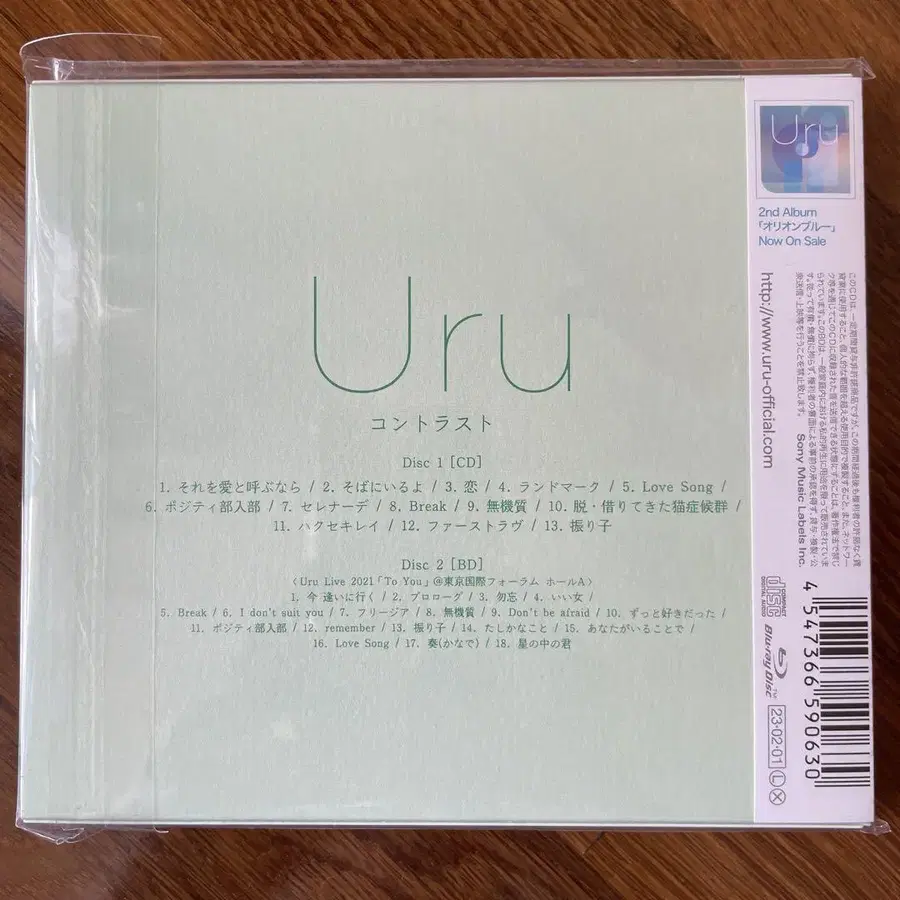 Uru
コントラスト
Disc 1 [CD]
1. それを愛と呼ぶなら / 2. そばにいるよ / 3. 恋 / 4. ランドマーク / 5. Love Song /
6. ポジティ部入部 / 7. セレナーデ / 8. Break / 9. 無機質 / 10. 脱・借りてきた猫症候群 /
11. ハクセキレイ / 12. ファーストラヴ / 13. 振り子
Disc 2 [BD]
〈 Uru Live 2021「To You」@東京国際フォーラム ホールA 〉
1. 今 逢いに行く / 2. プロローグ / 3. 勿忘 / 4. いい女 /
5. Break / 6. I don't suit you / 7. フリージア / 8. 無機質 / 9. Don't be afraid / 10. ずっと好きだった /
11. ポジティ部入部 / 12. remember / 13. 振り子 / 14. たしかなこと / 15. あなたがいることで /
16. Love Song / 17. 奏(かなで) / 18. 星の中の君
Uru
2nd Album
「オリオンブルー」
Now On Sale
http://www.uru-official.com
Sony Music Labels Inc.
COMPACT
disc
DIGITAL AUDIO
Blu-ray Disc
TM
23・02・01
L X
4 547366 590630